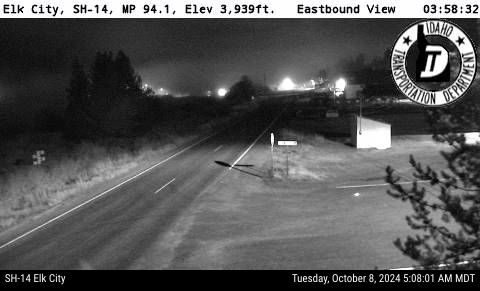 Elk City, SH-14, MP 94.1, Elev 3,939ft. Eastbound View 03:58:32
IDAHO
TRANSPORTATION DEPARTMENT
SH-14 Elk City Tuesday, October 8, 2024 5:08:01 AM MDT